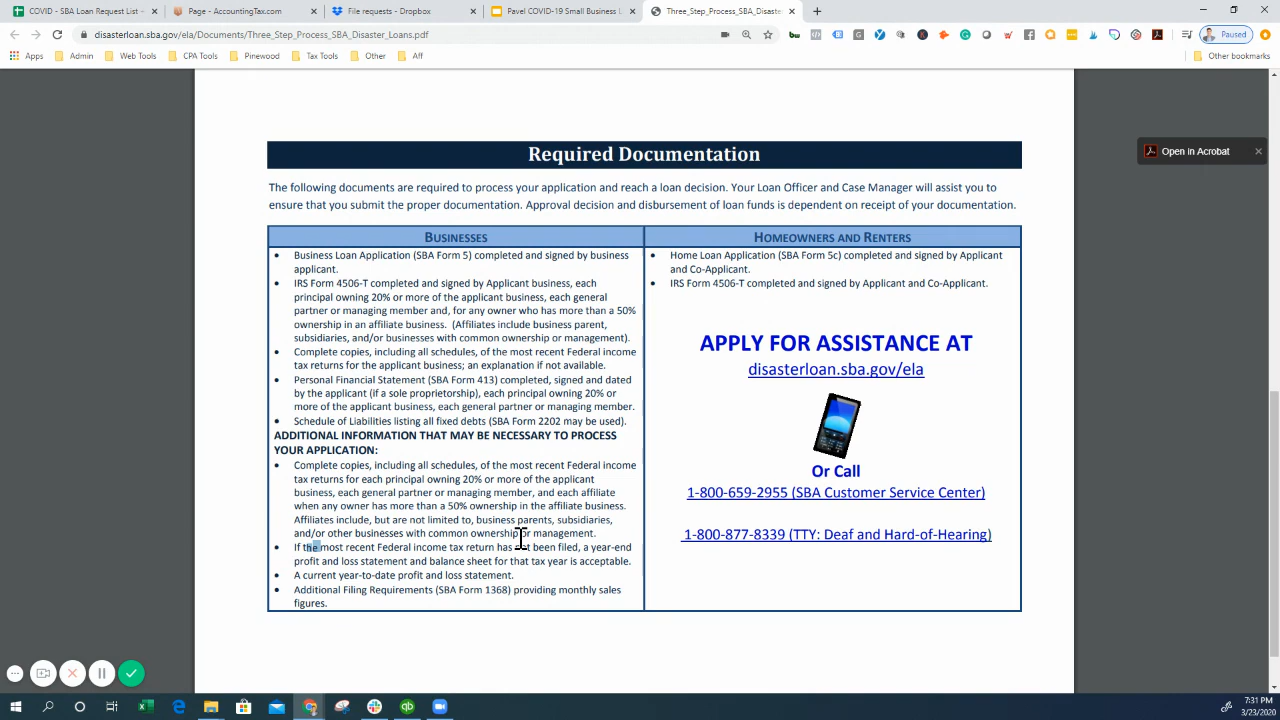 COVID - SBA Loan Request List -
Page - AccountingTax.com
File requests - Dropbox
Pavel COVID-19 Small Business L
Three_Step_Process_SBA_Disaster
disasterloan.sba.gov/ela/Documents/Three_Step_Process_SBA_Disaster_Loans.pdf
Paused
Apps
Admin
Web Tools
CPA Tools
Pinewood
Tax Tools
Other
Aff
Other bookmarks
Open in Acrobat
Required Documentation
The following documents are required to process your application and reach a loan decision. Your Loan Officer and Case Manager will assist you to
ensure that you submit the proper documentation. Approval decision and disbursement of loan funds is dependent on receipt of your documentation.
BUSINESSES
• Business Loan Application (SBA Form 5) completed and signed by business
applicant.
• IRS Form 4506-T completed and signed by Applicant business, each
principal owning 20% or more of the applicant business, each general
partner or managing member and, for any owner who has more than a 50%
ownership in an affiliate business. (Affiliates include business parent,
subsidiaries, and/or businesses with common ownership or management).
• Complete copies, including all schedules, of the most recent Federal income
tax returns for the applicant business; an explanation if not available.
• Personal Financial Statement (SBA Form 413) completed, signed and dated
by the applicant (if a sole proprietorship), each principal owning 20% or
more of the applicant business, each general partner or managing member.
• Schedule of Liabilities listing all fixed debts (SBA Form 2202 may be used).
ADDITIONAL INFORMATION THAT MAY BE NECESSARY TO PROCESS
YOUR APPLICATION:
• Complete copies, including all schedules, of the most recent Federal income
tax returns for each principal owning 20% or more of the applicant
business, each general partner or managing member, and each affiliate
when any owner has more than a 50% ownership in the affiliate business.
Affiliates include, but are not limited to, business parents, subsidiaries,
and/or other businesses with common ownership or management.
• If the most recent Federal income tax return has not been filed, a year-end
profit and loss statement and balance sheet for that tax year is acceptable.
• A current year-to-date profit and loss statement.
• Additional Filing Requirements (SBA Form 1368) providing monthly sales
figures.
HOMEOWNERS AND RENTERS
• Home Loan Application (SBA Form 5c) completed and signed by Applicant
and Co-Applicant.
• IRS Form 4506-T completed and signed by Applicant and Co-Applicant.
APPLY FOR ASSISTANCE AT
disasterloan.sba.gov/ela
Or Call
1-800-659-2955 (SBA Customer Service Center)
1-800-877-8339 (TTY: Deaf and Hard-of-Hearing)
7:31 PM
3/23/2020